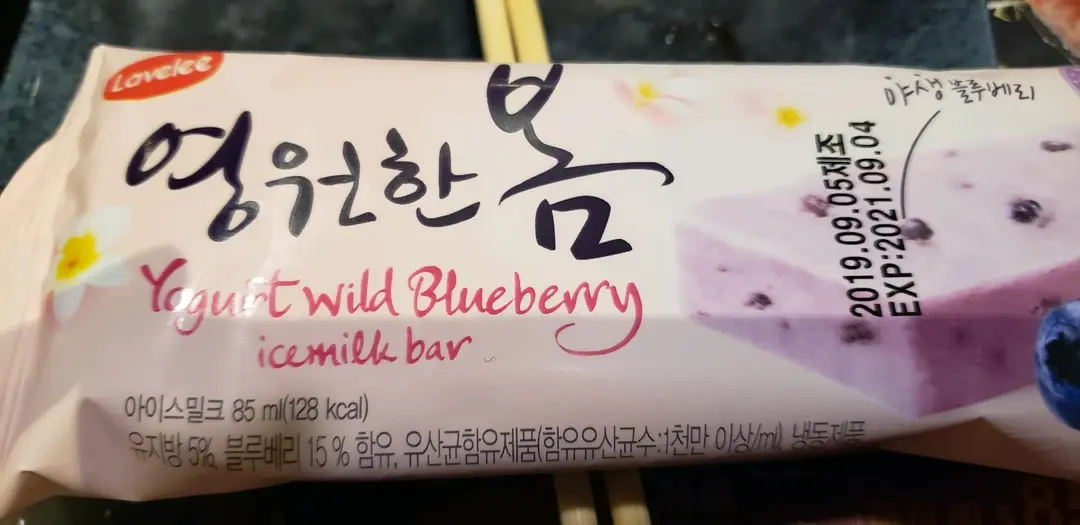 Lovelee
영원한 봄
야생 블루베리
2019.09.05제조
EXP:2021.09.04
Yogurt wild Blueberry
icemilk bar
아이스밀크 85 ml(128 kcal)
유지방 5%, 블루베리 15% 함유, 유산균함유제품(함유유산균수:1천만 이상/ml), 냉동제품